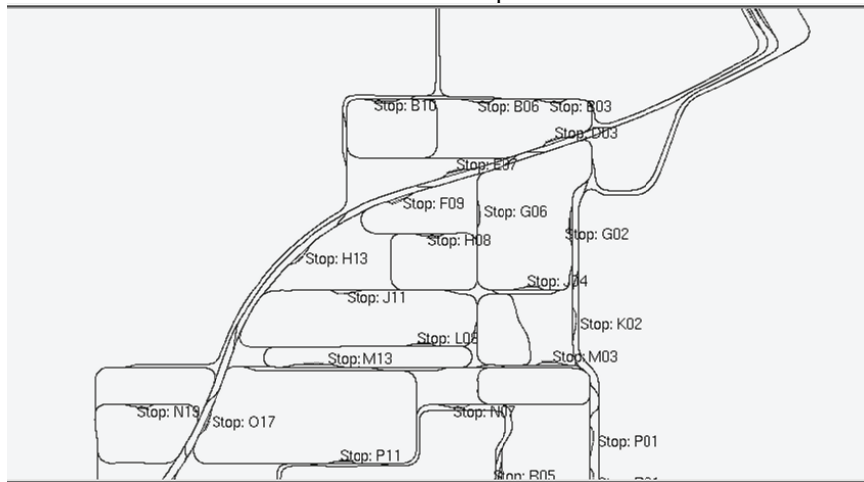 Stop: B10
Stop: B06
Stop: B03
Stop: D03
Stop: E07
Stop: F09
Stop: G06
Stop: G02
Stop: H08
Stop: H13
Stop: J04
Stop: J11
Stop: K02
Stop: L08
Stop: M13
Stop: M03
Stop: N19
Stop: N07
Stop: O17
Stop: P01
Stop: P11
Stop: R05